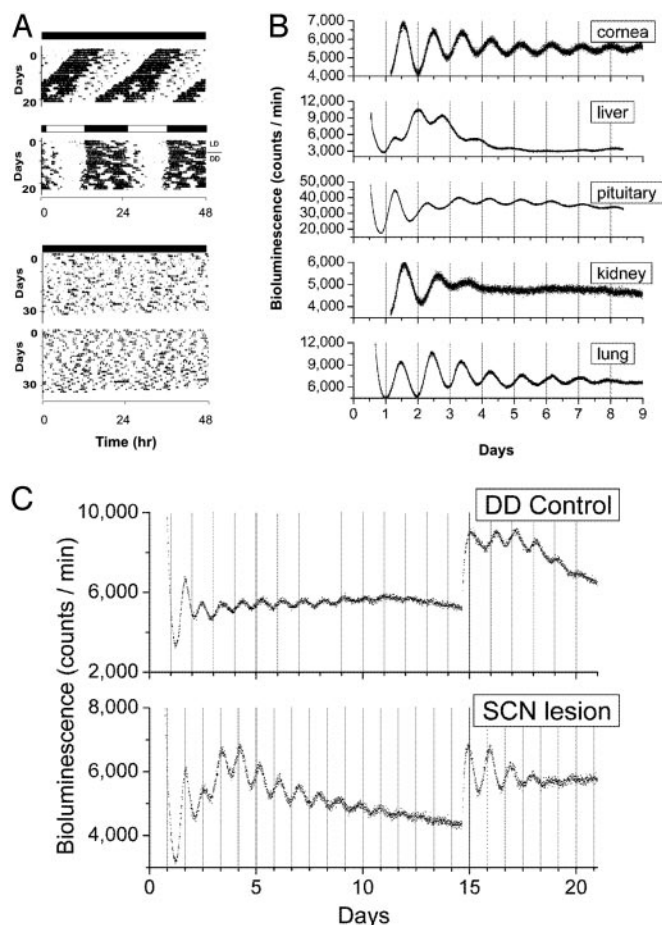 A
Days
0
20
LD
DD
Days
0
20
0 24 48
Days
0
30
Days
0
30
0 24 48
Time (hr)
B
Bioluminescence (counts / min)
7,000
6,000
5,000
4,000
cornea
12,000
9,000
6,000
3,000
liver
50,000
40,000
30,000
20,000
pituitary
6,000
5,000
4,000
kidney
12,000
9,000
6,000
lung
0 1 2 3 4 5 6 7 8 9
Days
C
Bioluminescence (counts / min)
10,000
6,000
2,000
DD Control
8,000
6,000
4,000
SCN lesion
0 5 10 15 20
Days